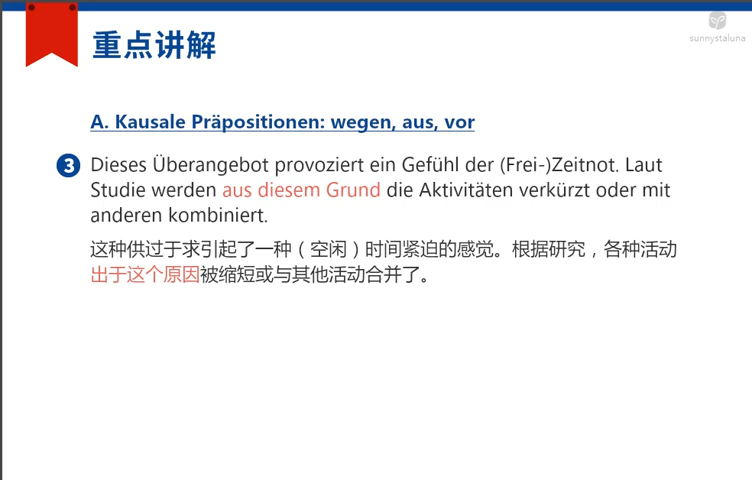 重点讲解
sunnystaluna
A. Kausale Präpositionen: wegen, aus, vor
3 Dieses Überangebot provoziert ein Gefühl der (Frei-)Zeitnot. Laut
Studie werden aus diesem Grund die Aktivitäten verkürzt oder mit
anderen kombiniert.
这种供过于求引起了一种（空闲）时间紧迫的感觉。根据研究，各种活动
出于这个原因被缩短或与其他活动合并了。